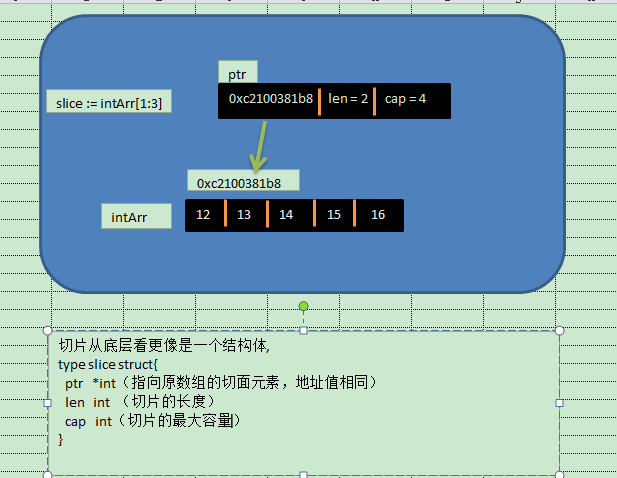 ptr
slice := intArr[1:3]
0xc2100381b8 len = 2 cap = 4
0xc2100381b8
intArr
12 13 14 15 16
切片从底层看更像是一个结构体,
type slice struct{
ptr *int（指向原数组的切面元素，地址值相同）
len int （切片的长度）
cap int（切片的最大容量）
}